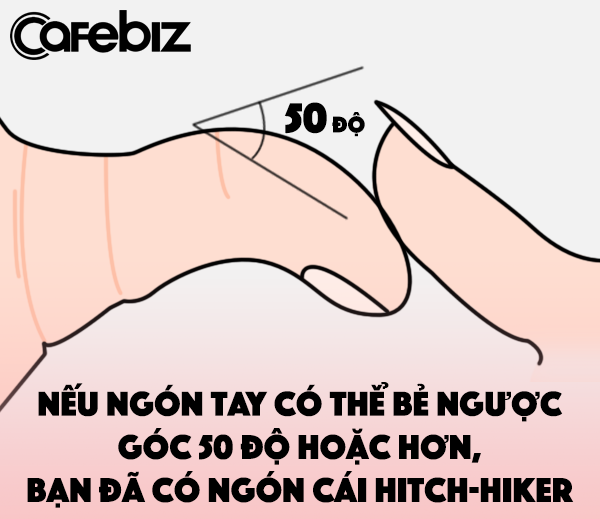 CAFEBIZ
50 ĐỘ
NẾU NGÓN TAY CÓ THỂ BẺ NGƯỢC
GÓC 50 ĐỘ HOẶC HƠN,
BẠN ĐÃ CÓ NGÓN CÁI HITCH-HIKER